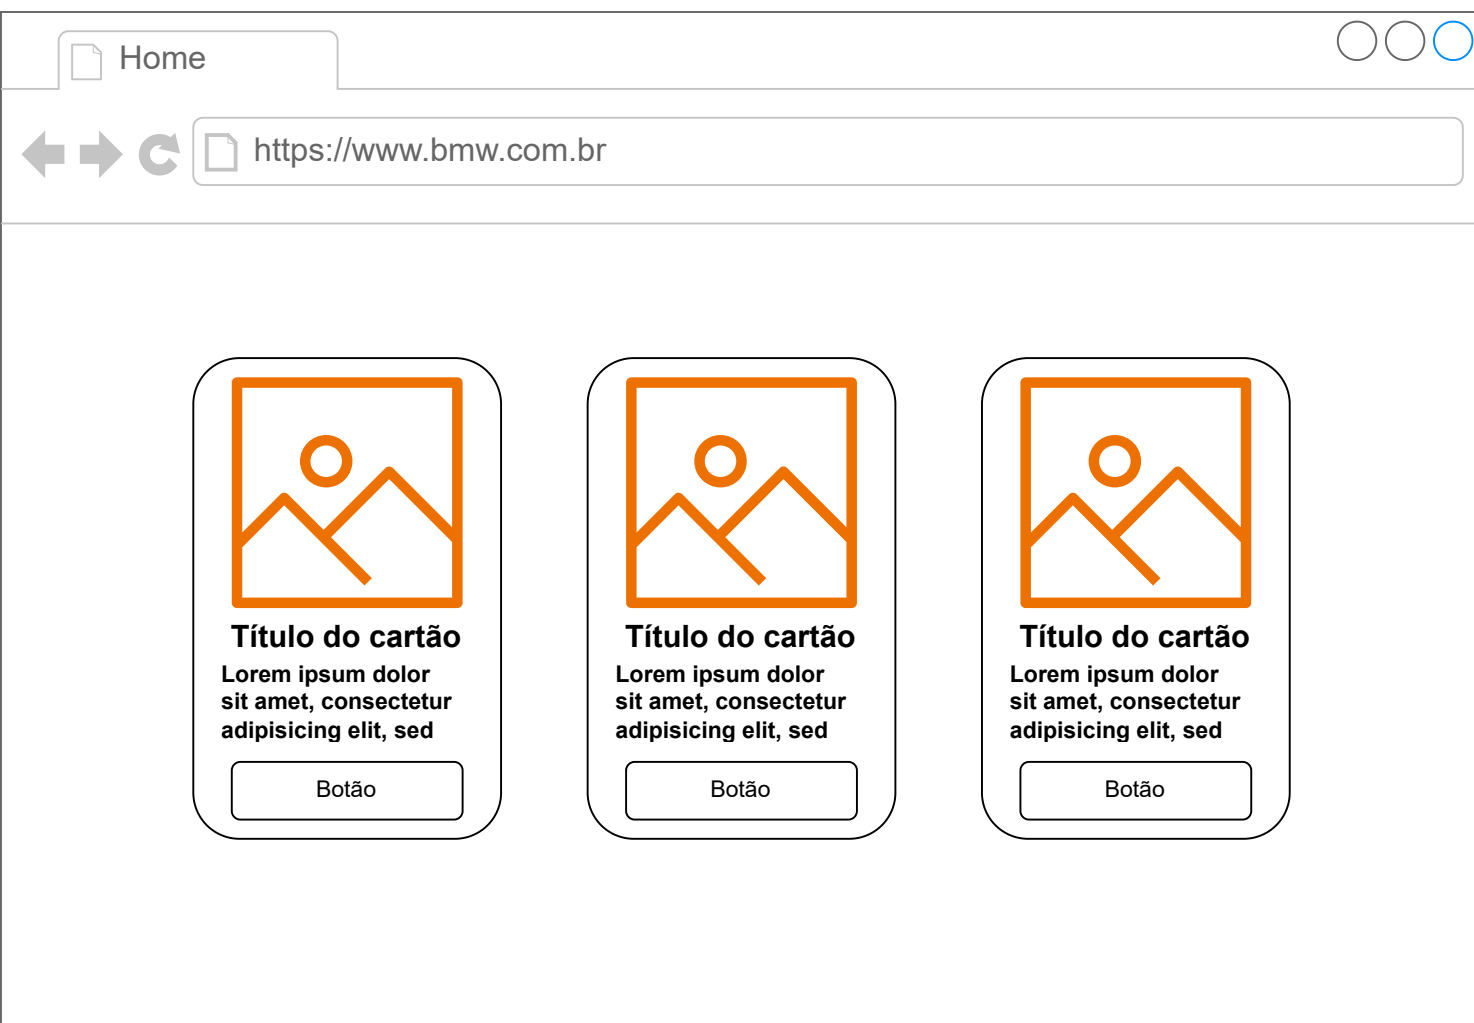 Home
https://www.bmw.com.br
Título do cartão
Lorem ipsum dolor
sit amet, consectetur
adipisicing elit, sed
Botão
Título do cartão
Lorem ipsum dolor
sit amet, consectetur
adipisicing elit, sed
Botão
Título do cartão
Lorem ipsum dolor
sit amet, consectetur
adipisicing elit, sed
Botão